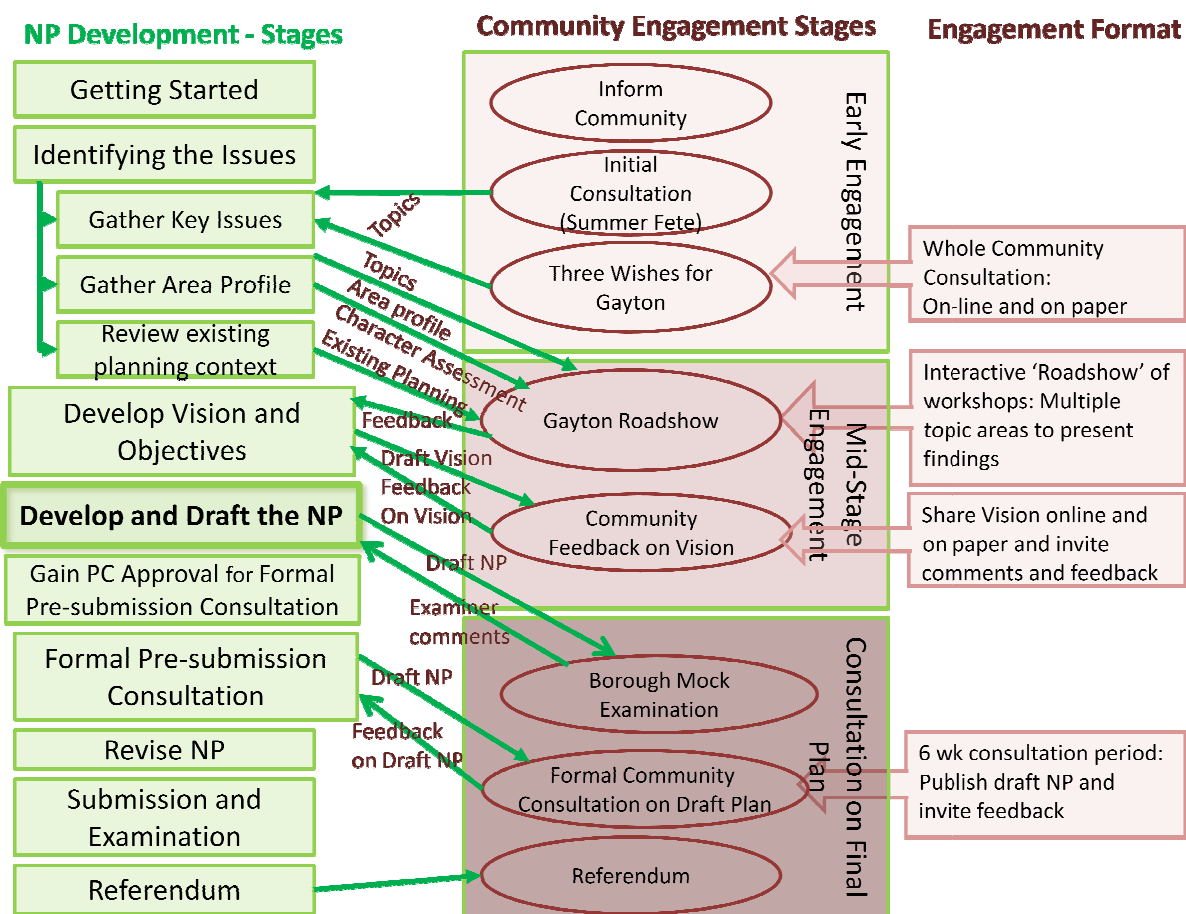 NP Development - Stages
Community Engagement Stages
Engagement Format
Getting Started
Identifying the Issues
Gather Key Issues
Gather Area Profile
Review existing
planning context
Develop Vision and
Objectives
Develop and Draft the NP
Gain PC Approval for Formal
Pre-submission Consultation
Formal Pre-submission
Consultation
Revise NP
Submission and
Examination
Referendum
Topics
Topics
Area profile
Character Assessment
Existing Planning
Feedback
Draft Vision
Feedback
On Vision
Draft NP
Examiner
comments
Draft NP
Feedback
on Draft NP
Inform
Community
Initial
Consultation
(Summer Fete)
Three Wishes for
Gayton
Early Engagement
Gayton Roadshow
Community
Feedback on Vision
Mid-Stage
Engagement
Borough Mock
Examination
Formal Community
Consultation on Draft Plan
Referendum
Consultation on Final
Plan
Whole Community
Consultation:
On-line and on paper
Interactive ‘Roadshow’ of
workshops: Multiple
topic areas to present
findings
Share Vision online and
on paper and invite
comments and feedback
6 wk consultation period:
Publish draft NP and
invite feedback